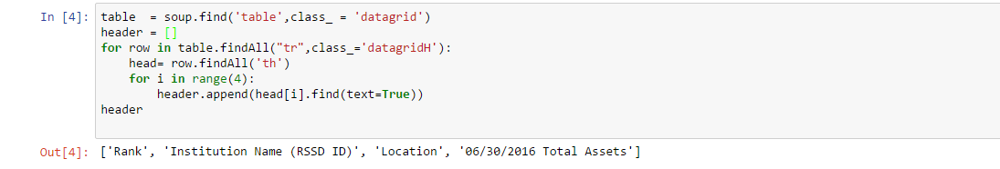 In [4]: table  = soup.find('table',class_ = 'datagrid')
header = []
for row in table.findAll("tr",class_='datagridH'):
    head= row.findAll('th')
    for i in range(4):
        header.append(head[i].find(text=True))
header
Out[4]: ['Rank', 'Institution Name (RSSD ID)', 'Location', '06/30/2016 Total Assets']